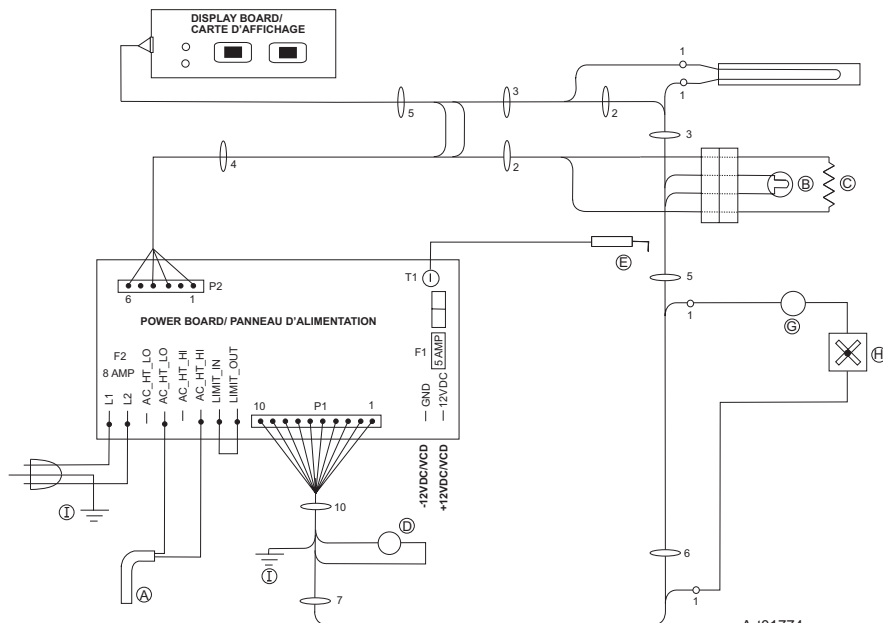 DISPLAY BOARD/
CARTE D'AFFICHAGE
1
1
3
5
2
3
4
2
B
C
E
T1
5
P2
6 1
1
G
H
POWER BOARD/ PANNEAU D'ALIMENTATION
F1
5 AMP
F2
8 AMP
L1
L2
AC_HT_LO
AC_HT_LO
AC_HT_HI
AC_HT_HI
LIMIT_IN
LIMIT_OUT
10 P1 1
GND
12VDC
-12VDC/VCD
+12VDC/VCD
I
10
D
I
6
A
7
1